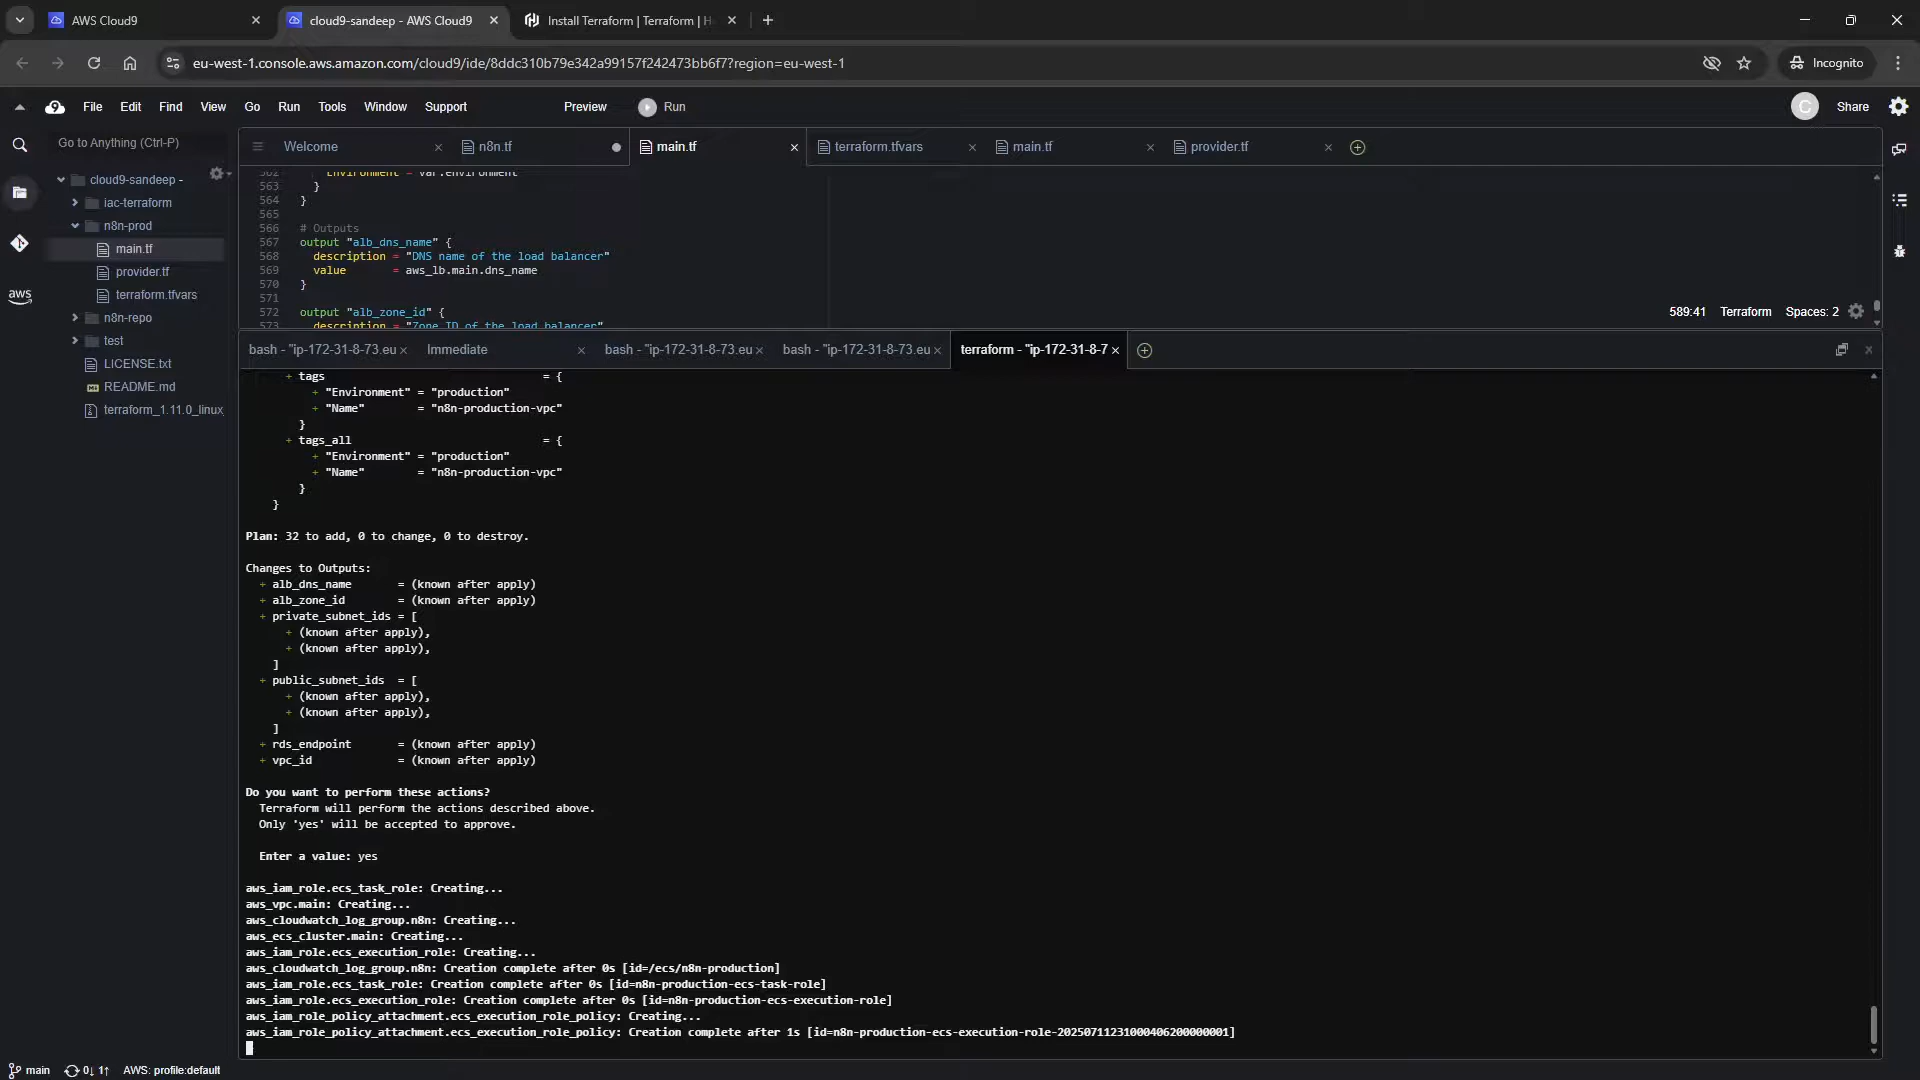 AWS Cloud9
cloud9-sandeep - AWS Cloud9
Install Terraform | Terraform | H
eu-west-1.console.aws.amazon.com/cloud9/ide/8ddc310b79e342a99157f242473bb6f7?region=eu-west-1
Incognito
File Edit Find View Go Run Tools Window Support Preview Run
C Share
Go to Anything (Ctrl-P)
cloud9-sandeep -
iac-terraform
n8n-prod
main.tf
provider.tf
terraform.tfvars
n8n-repo
test
LICENSE.txt
README.md
terraform_1.11.0_linux_
aws
Welcome n8n.tf main.tf terraform.tfvars main.tf provider.tf
562 Environment = var.environment
563 }
564 }
565
566 # Outputs
567 output "alb_dns_name" {
568 description = "DNS name of the load balancer"
569 value = aws_lb.main.dns_name
570 }
571
572 output "alb_zone_id" {
573 description = "Zone ID of the load balancer"
589:41 Terraform Spaces: 2
bash - "ip-172-31-8-73.eu Immediate bash - "ip-172-31-8-73.eu bash - "ip-172-31-8-73.eu terraform - "ip-172-31-8-7
+ tags = {
+ "Environment" = "production"
+ "Name" = "n8n-production-vpc"
}
+ tags_all = {
+ "Environment" = "production"
+ "Name" = "n8n-production-vpc"
}
}
Plan: 32 to add, 0 to change, 0 to destroy.
Changes to Outputs:
+ alb_dns_name = (known after apply)
+ alb_zone_id = (known after apply)
+ private_subnet_ids = [
+ (known after apply),
+ (known after apply),
]
+ public_subnet_ids = [
+ (known after apply),
+ (known after apply),
]
+ rds_endpoint = (known after apply)
+ vpc_id = (known after apply)
Do you want to perform these actions?
Terraform will perform the actions described above.
Only 'yes' will be accepted to approve.
Enter a value: yes
aws_iam_role.ecs_task_role: Creating...
aws_vpc.main: Creating...
aws_cloudwatch_log_group.n8n: Creating...
aws_ecs_cluster.main: Creating...
aws_iam_role.ecs_execution_role: Creating...
aws_cloudwatch_log_group.n8n: Creation complete after 0s [id=/ecs/n8n-production]
aws_iam_role.ecs_task_role: Creation complete after 0s [id=n8n-production-ecs-task-role]
aws_iam_role.ecs_execution_role: Creation complete after 0s [id=n8n-production-ecs-execution-role]
aws_iam_role_policy_attachment.ecs_execution_role_policy: Creating...
aws_iam_role_policy_attachment.ecs_execution_role_policy: Creation complete after 1s [id=n8n-production-ecs-execution-role-20250711231000406200000001]
main 0↓ 1↑ AWS: profile:default